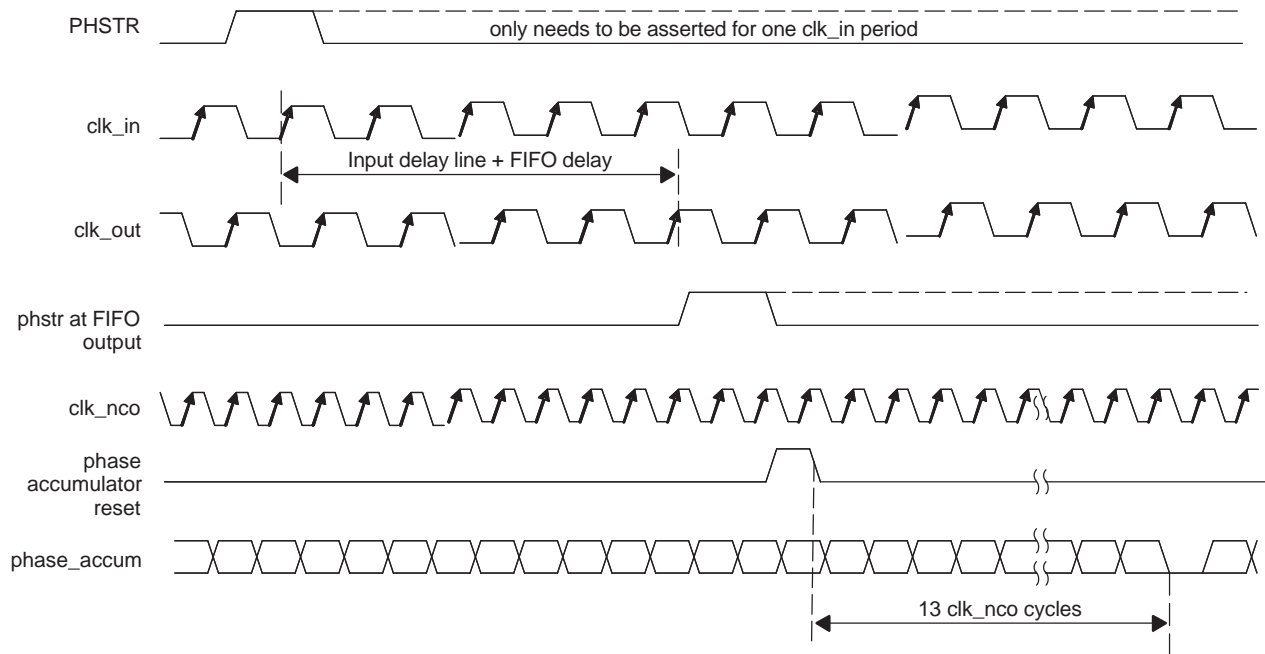 PHSTR
only needs to be asserted for one clk_in period
clk_in
Input delay line + FIFO delay
clk_out
phstr at FIFO
output
clk_nco
phase
accumulator
reset
phase_accum
13 clk_nco cycles